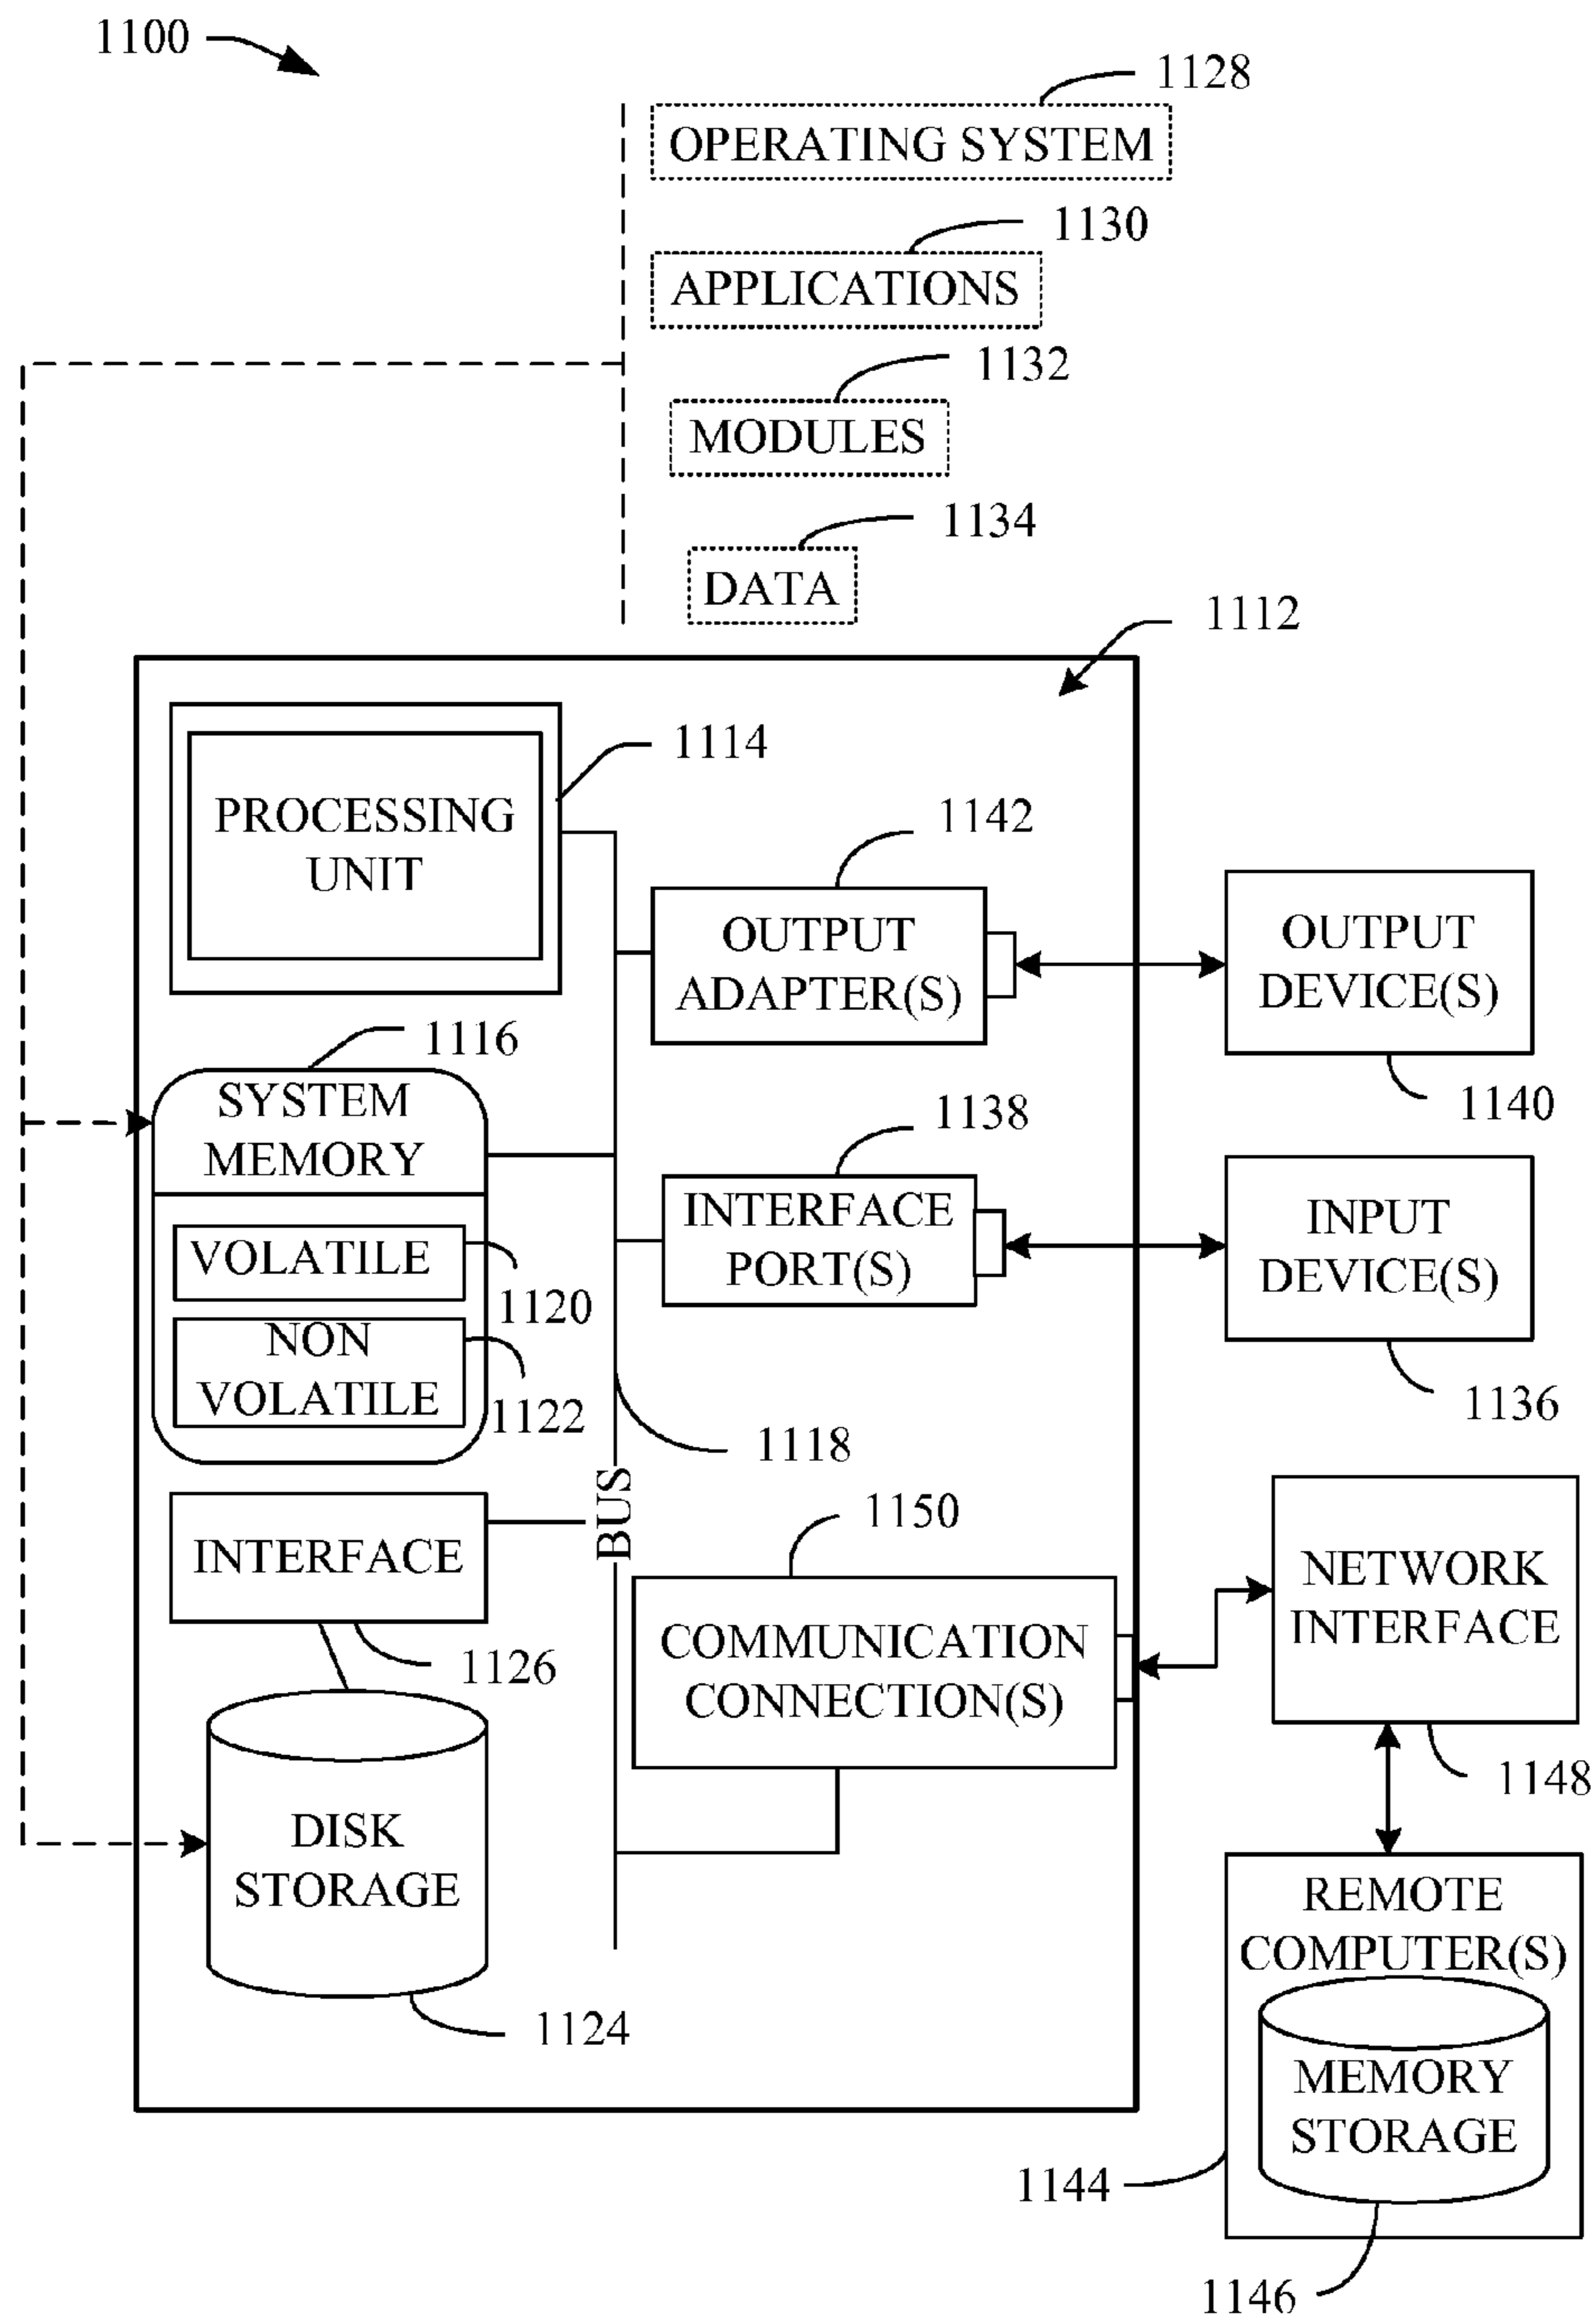 1100
1128
OPERATING SYSTEM
1130
APPLICATIONS
1132
MODULES
1134
DATA
1112
1114
PROCESSING
UNIT
1142
OUTPUT
ADAPTER(S)
OUTPUT
DEVICE(S)
1140
1116
SYSTEM
MEMORY
1138
INTERFACE
PORT(S)
INPUT
DEVICE(S)
1136
VOLATILE
1120
NON
VOLATILE
1122
1118
BUS
INTERFACE
1126
1150
COMMUNICATION
CONNECTION(S)
NETWORK
INTERFACE
1148
DISK
STORAGE
1124
REMOTE
COMPUTER(S)
MEMORY
STORAGE
1144
1146